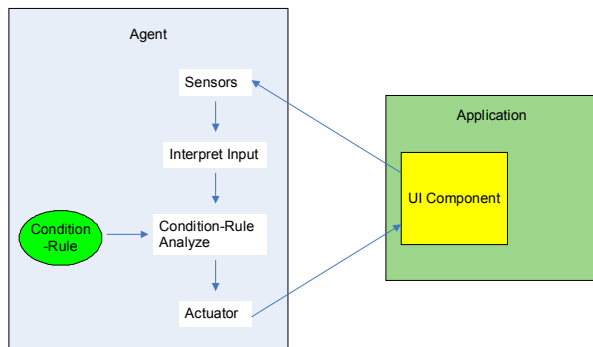 Agent
Sensors
Interpret Input
Condition
-Rule
Condition-Rule
Analyze
Actuator
Application
UI Component